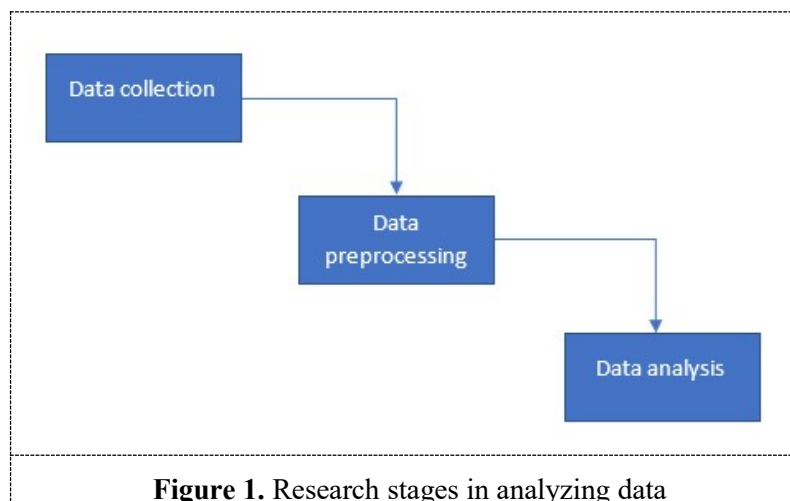 Data collection
Data
preprocessing
Data analysis
Figure 1. Research stages in analyzing data